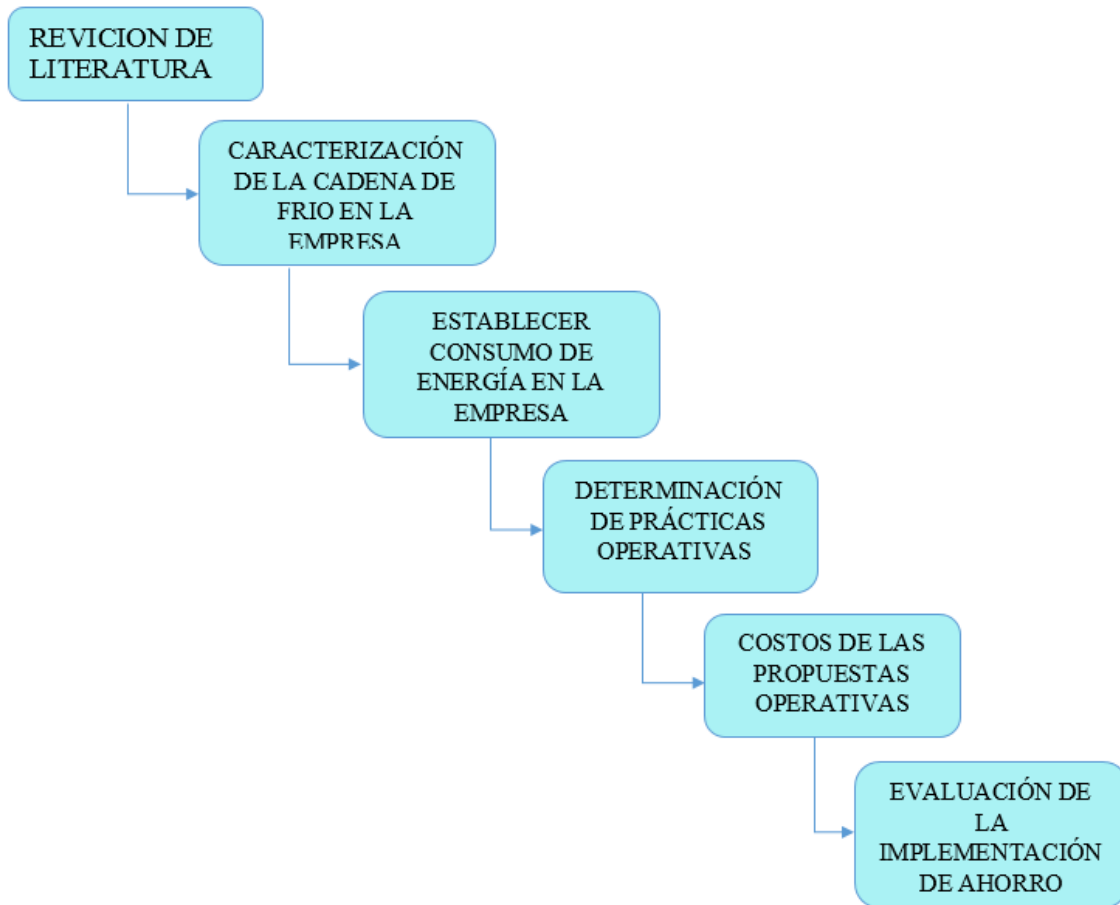 REVICION DE
LITERATURA
CARACTERIZACIÓN
DE LA CADENA DE
FRIO EN LA
EMPRESA
ESTABLECER
CONSUMO DE
ENERGÍA EN LA
EMPRESA
DETERMINACIÓN
DE PRÁCTICAS
OPERATIVAS
COSTOS DE LAS
PROPUESTAS
OPERATIVAS
EVALUACIÓN DE
LA
IMPLEMENTACIÓN
DE AHORRO